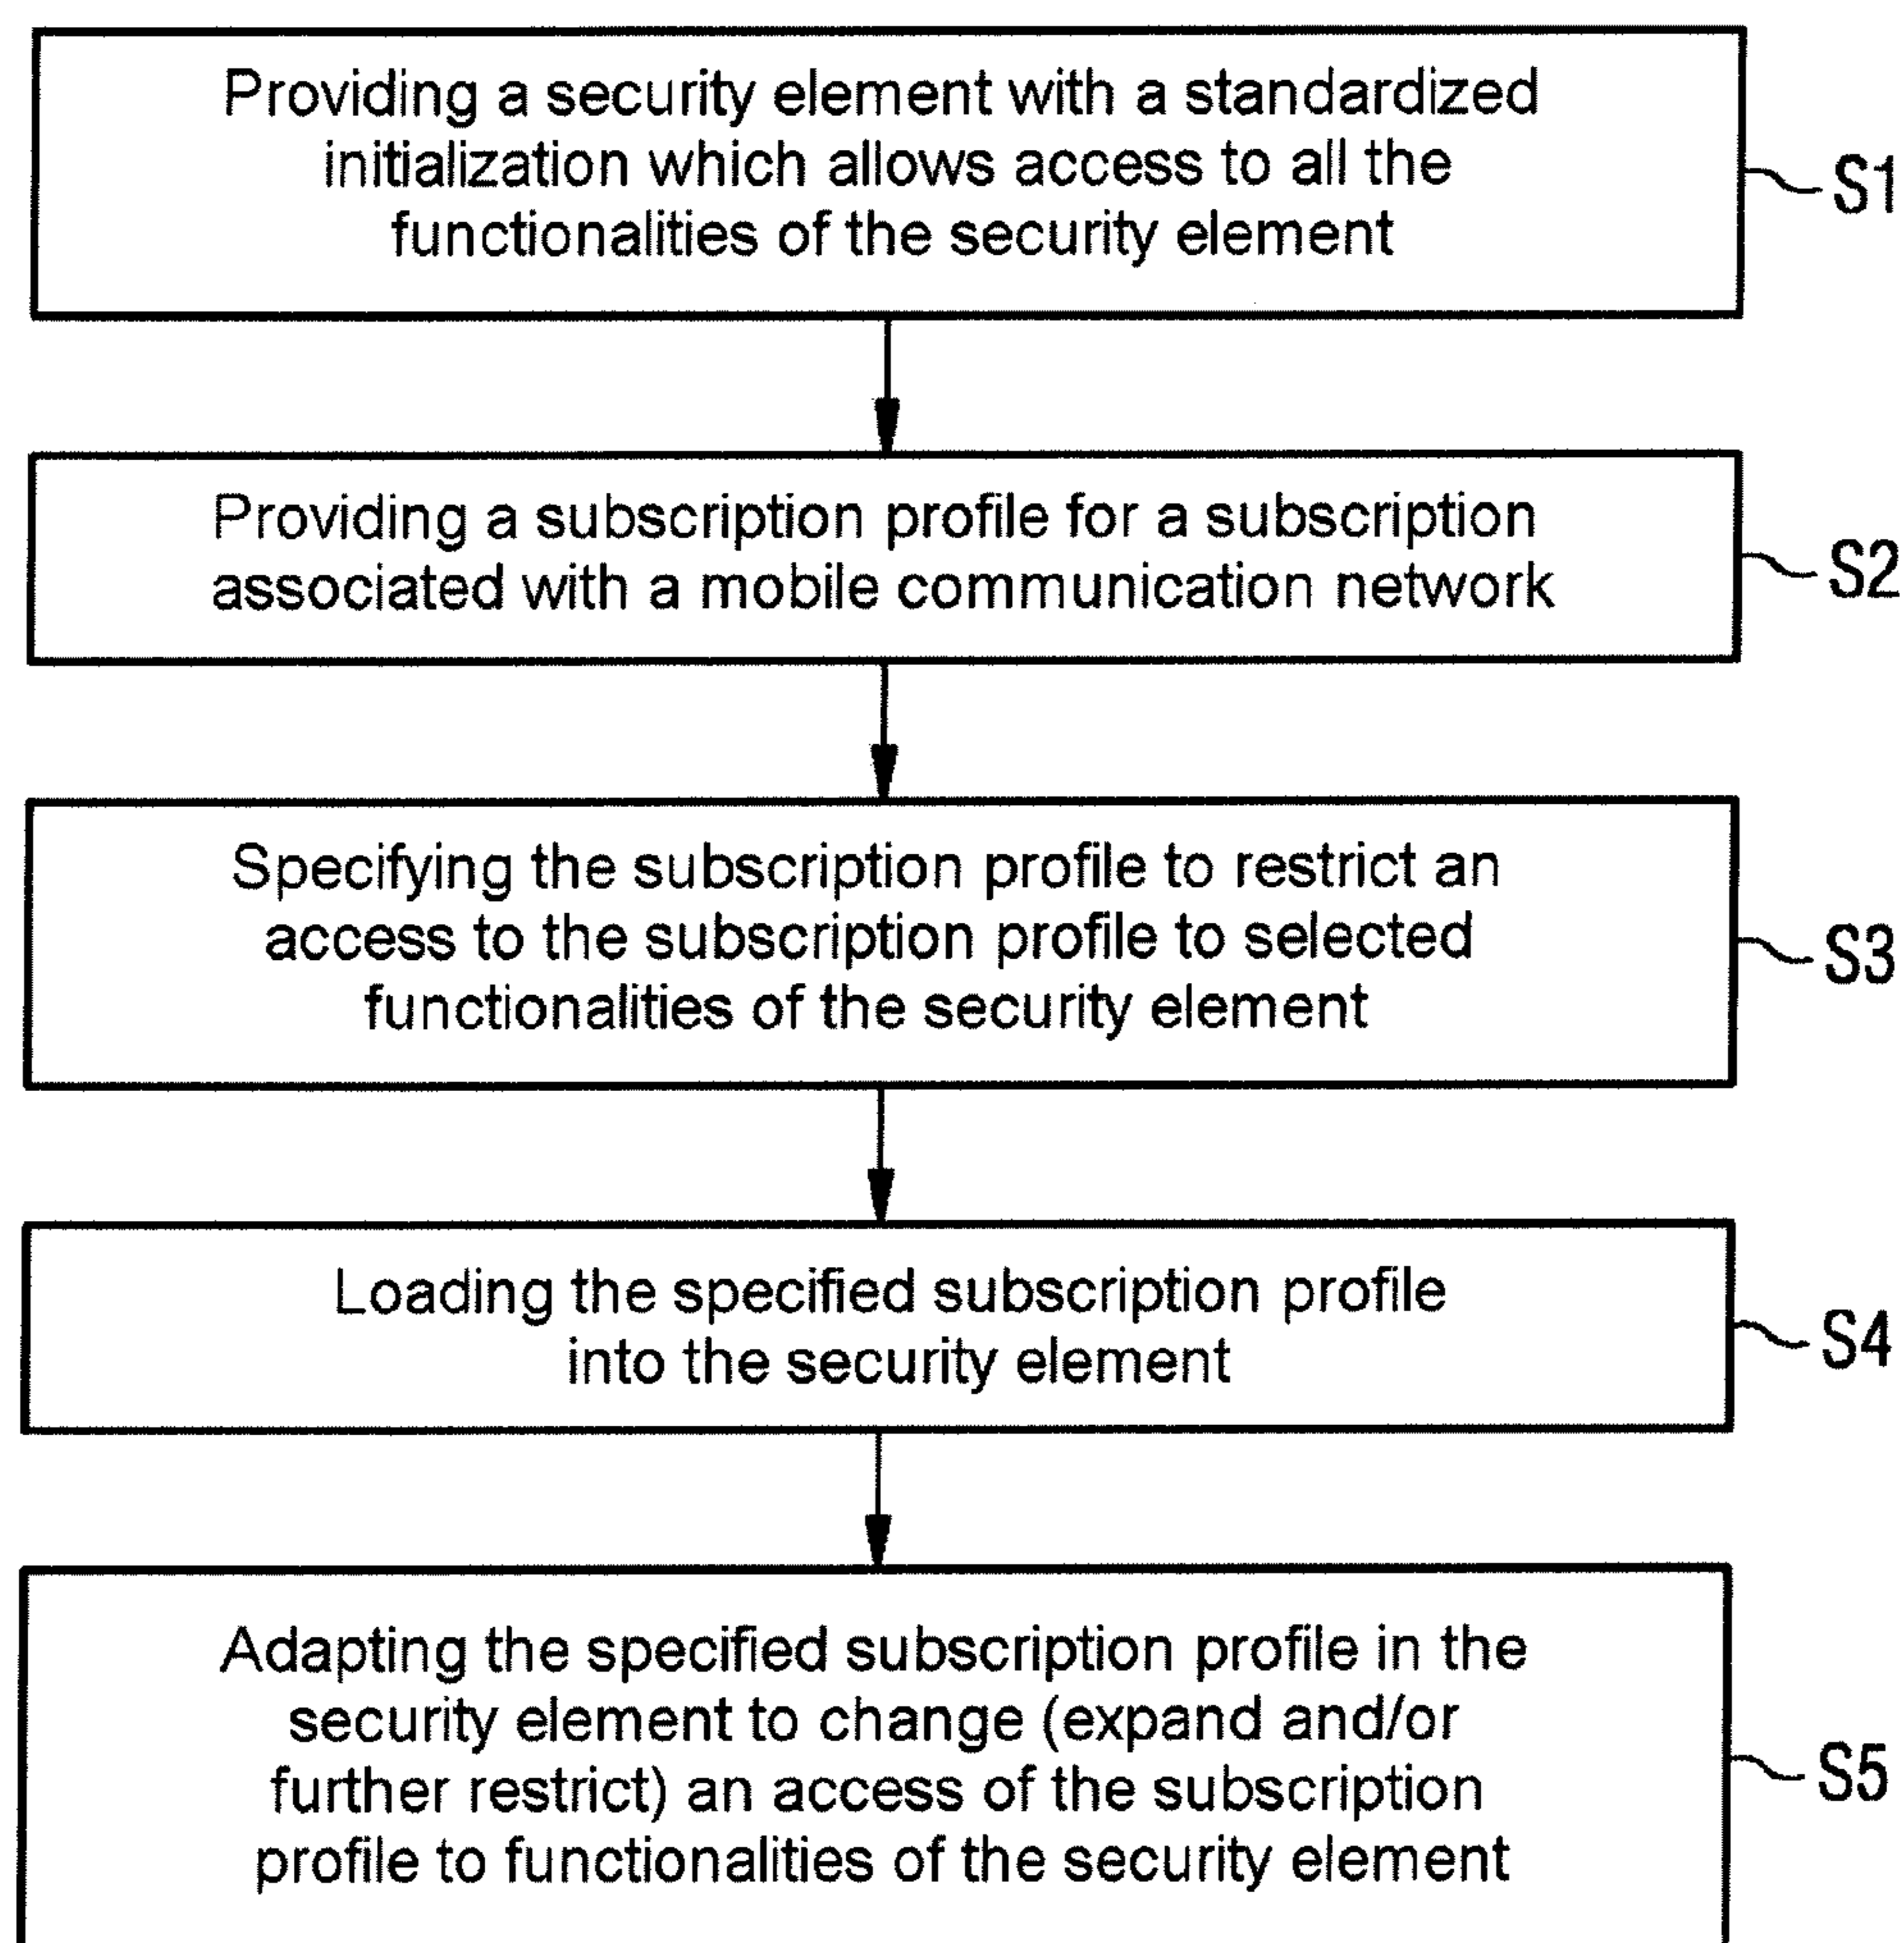 Providing a security element with a standardized
initialization which allows access to all the
functionalities of the security element
S1
Providing a subscription profile for a subscription
associated with a mobile communication network
S2
Specifying the subscription profile to restrict an
access to the subscription profile to selected
functionalities of the security element
S3
Loading the specified subscription profile
into the security element
S4
Adapting the specified subscription profile in the
security element to change (expand and/or
further restrict) an access of the subscription
profile to functionalities of the security element
S5